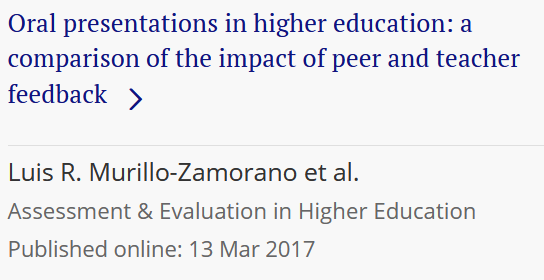 Oral presentations in higher education: a
comparison of the impact of peer and teacher
feedback
Luis R. Murillo-Zamorano et al.
Assessment & Evaluation in Higher Education
Published online: 13 Mar 2017